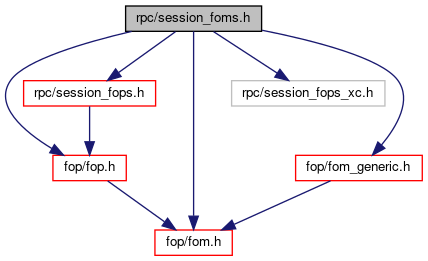 rpc/session_foms.h
rpc/session_fops.h
rpc/session_fops_xc.h
fop/fop.h
fop/fom_generic.h
fop/fom.h